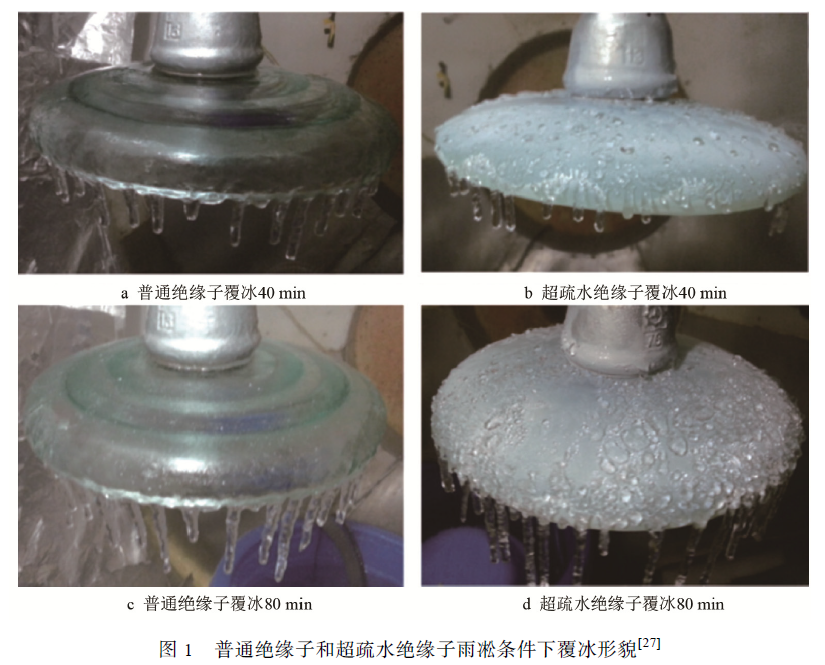 13
113
a 普通绝缘子覆冰40 min
b 超疏水绝缘子覆冰40 min
13
c 普通绝缘子覆冰80 min
d 超疏水绝缘子覆冰80 min
图 1 普通绝缘子和超疏水绝缘子雨凇条件下覆冰形貌[27]